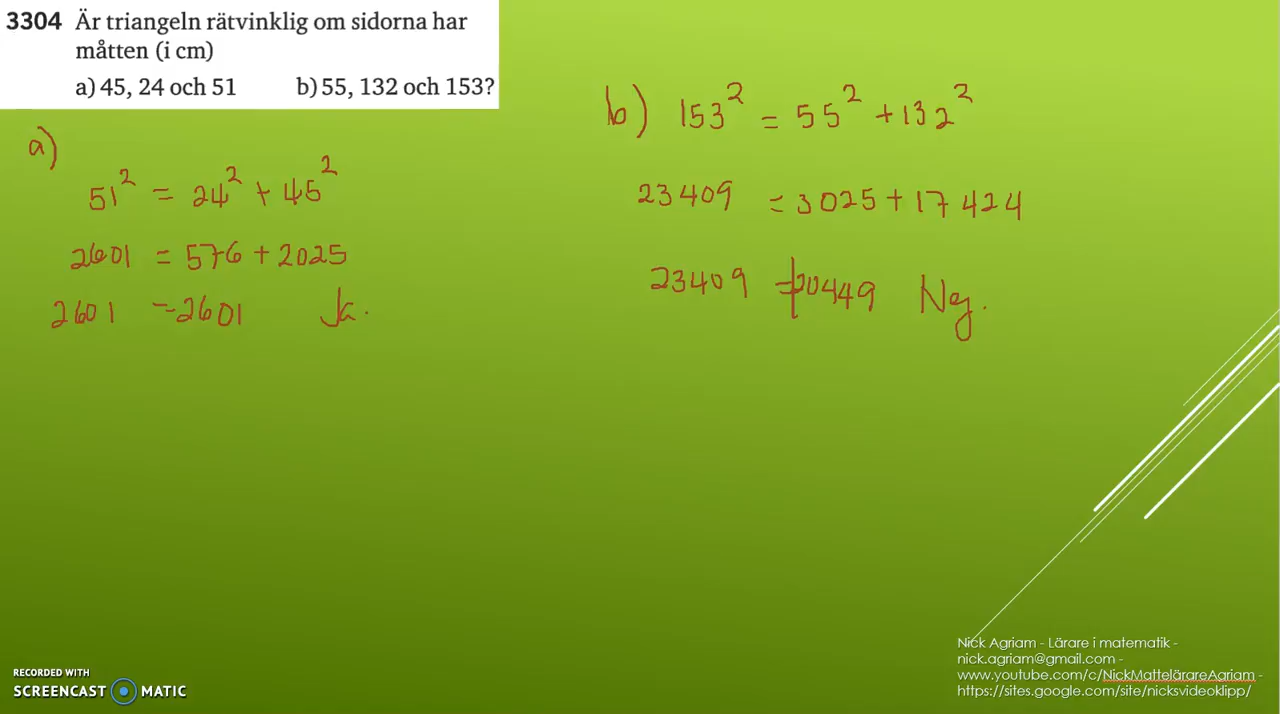 3304 Är triangeln rätvinklig om sidorna har
måtten (i cm)
a) 45, 24 och 51 b) 55, 132 och 153?
a)
51² = 24² + 45²
2601 = 576 + 2025
2601 = 2601 Ja.
b) 153² = 55² + 132²
23409 = 3025 + 17424
23409 ≠ 20449 Nej.
Nick Agriam - Lärare i matematik -
nick.agriam@gmail.com -
www.youtube.com/c/NickMattelärareAgriam -
https://sites.google.com/site/nicksvideoklipp/
RECORDED WITH
SCREENCAST MATIC